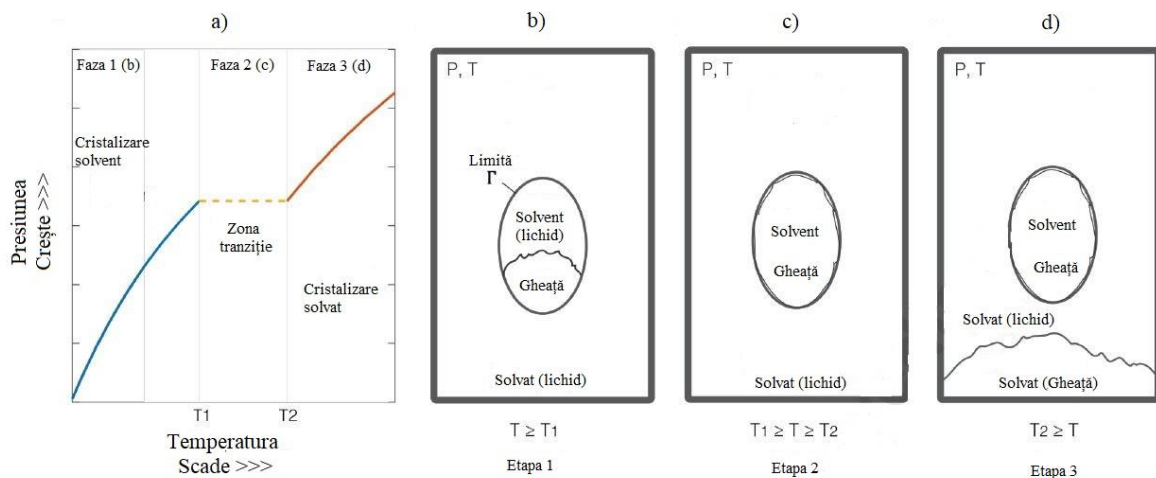 a)
Faza 1 (b)
Faza 2 (c)
Faza 3 (d)
Cristalizare
solvent
Zona
tranziție
Cristalizare
solvat
Presiunea
Crește >>>
T1
T2
Temperatura
Scade >>>
b)
P, T
Limită
Γ
Solvent
(lichid)
Gheață
Solvat (lichid)
T ≥ T1
Etapa 1
c)
P, T
Solvent
Gheață
Solvat (lichid)
T1 ≥ T ≥ T2
Etapa 2
d)
P, T
Solvent
Gheață
Solvat (lichid)
Solvat (Gheață)
T2 ≥ T
Etapa 3